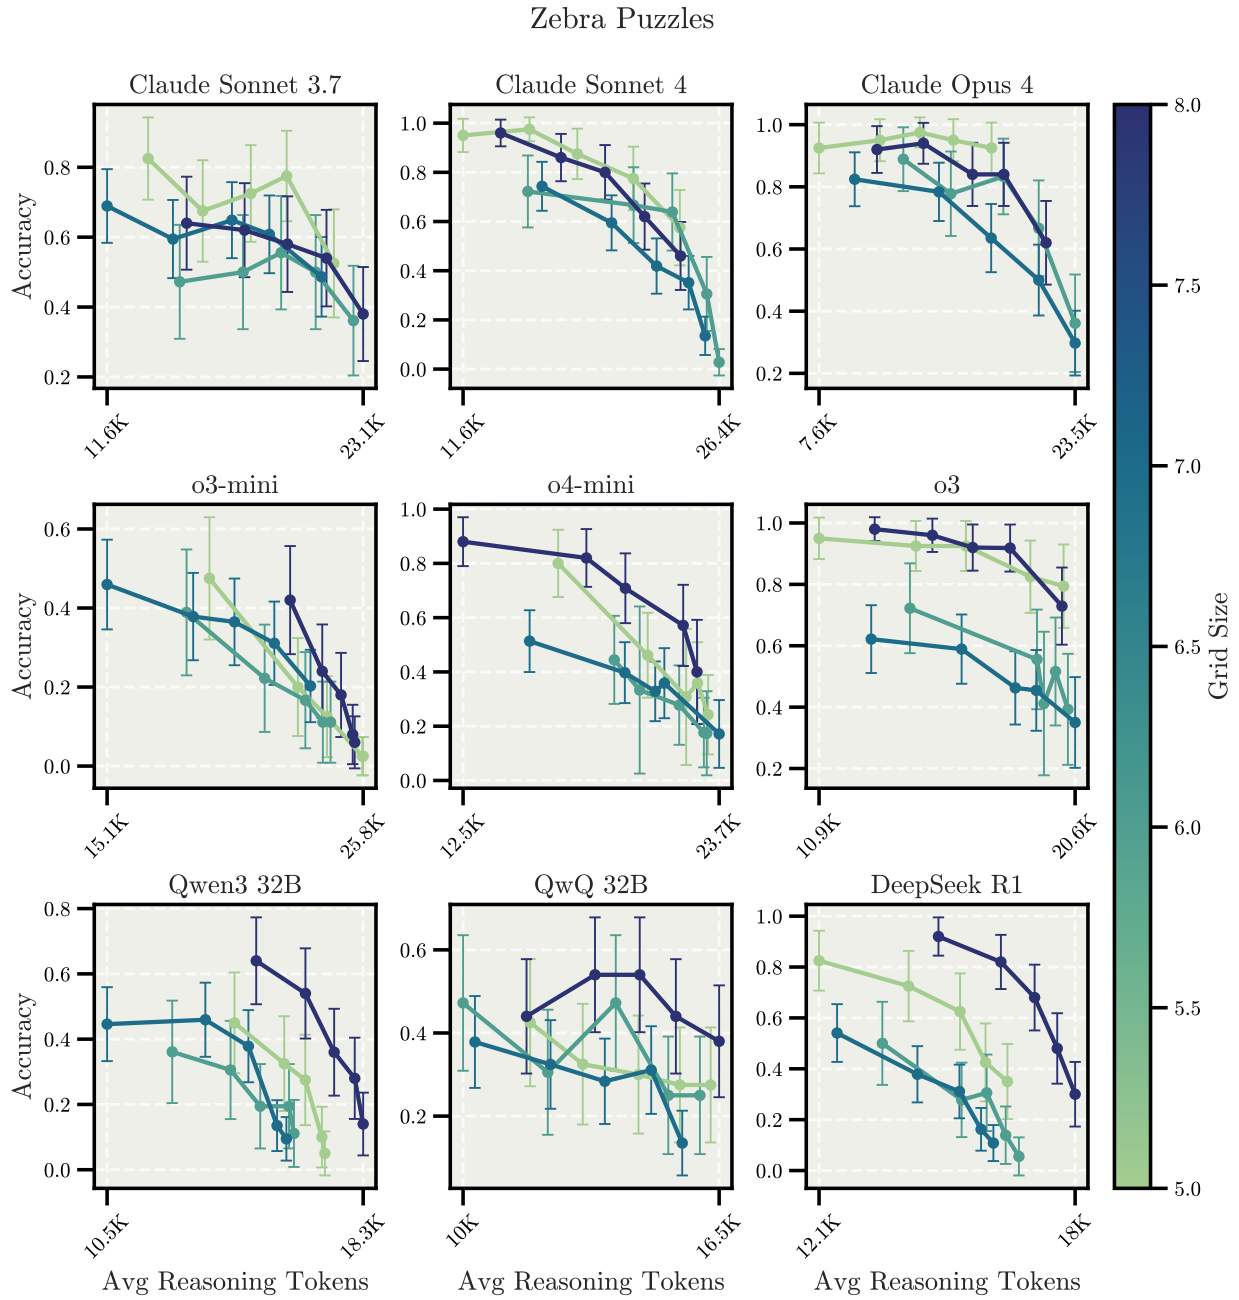 Zebra Puzzles
Claude Sonnet 3.7
Claude Sonnet 4
Claude Opus 4
Accuracy
0.8
0.6
0.4
0.2
11.6K
23.1K
1.0
0.8
0.6
0.4
0.2
0.0
11.6K
26.4K
1.0
0.8
0.6
0.4
0.2
7.6K
23.5K
o3-mini
o4-mini
o3
Accuracy
0.6
0.4
0.2
0.0
15.1K
25.8K
1.0
0.8
0.6
0.4
0.2
0.0
12.5K
23.7K
1.0
0.8
0.6
0.4
0.2
10.9K
20.6K
Qwen3 32B
QwQ 32B
DeepSeek R1
Accuracy
0.8
0.6
0.4
0.2
0.0
10.5K
18.3K
Avg Reasoning Tokens
0.6
0.4
0.2
10K
16.5K
Avg Reasoning Tokens
1.0
0.8
0.6
0.4
0.2
0.0
12.1K
18K
Avg Reasoning Tokens
8.0
7.5
7.0
6.5
6.0
5.5
5.0
Grid Size